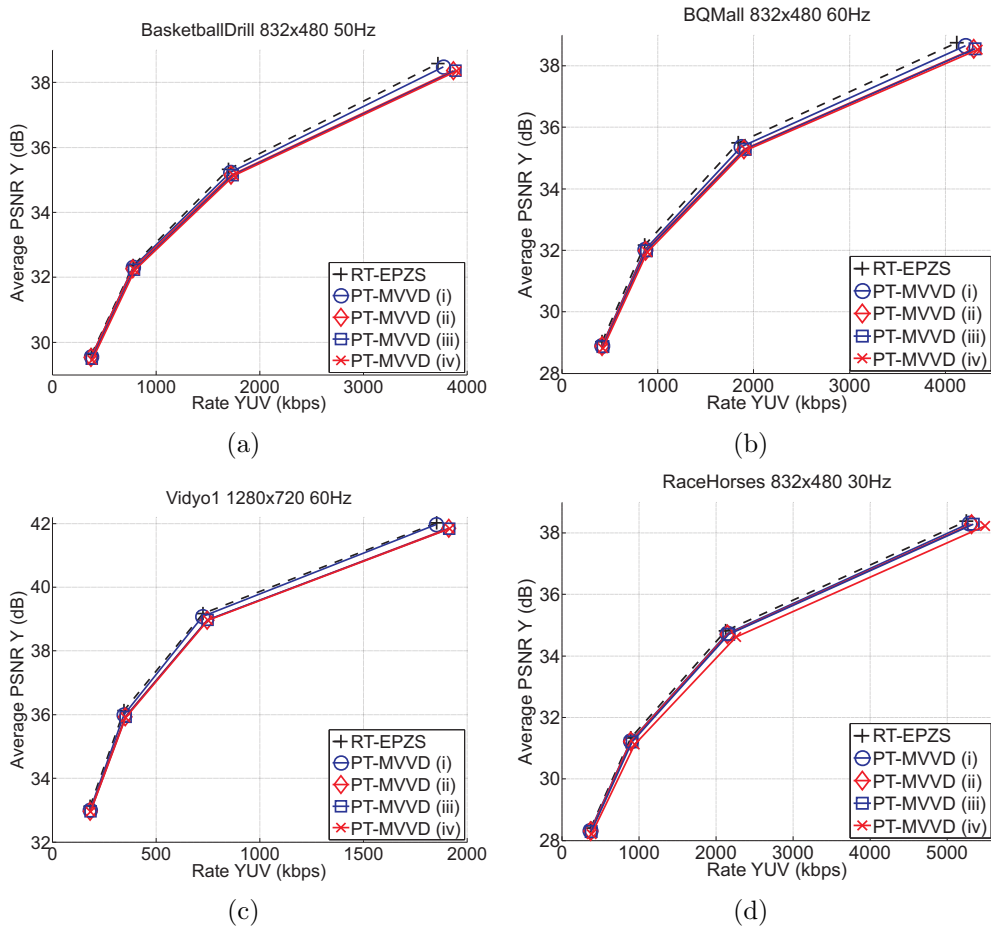 BasketballDrill 832x480 50Hz
Average PSNR Y (dB)
38
36
34
32
30
0
1000
2000
3000
4000
Rate YUV (kbps)
RT-EPZS
PT-MVVD (i)
PT-MVVD (ii)
PT-MVVD (iii)
PT-MVVD (iv)
(a)
BQMall 832x480 60Hz
Average PSNR Y (dB)
38
36
34
32
30
28
0
1000
2000
3000
4000
Rate YUV (kbps)
RT-EPZS
PT-MVVD (i)
PT-MVVD (ii)
PT-MVVD (iii)
PT-MVVD (iv)
(b)
Vidyo1 1280x720 60Hz
Average PSNR Y (dB)
42
40
38
36
34
32
0
500
1000
1500
2000
Rate YUV (kbps)
RT-EPZS
PT-MVVD (i)
PT-MVVD (ii)
PT-MVVD (iii)
PT-MVVD (iv)
(c)
RaceHorses 832x480 30Hz
Average PSNR Y (dB)
38
36
34
32
30
28
0
1000
2000
3000
4000
5000
Rate YUV (kbps)
RT-EPZS
PT-MVVD (i)
PT-MVVD (ii)
PT-MVVD (iii)
PT-MVVD (iv)
(d)